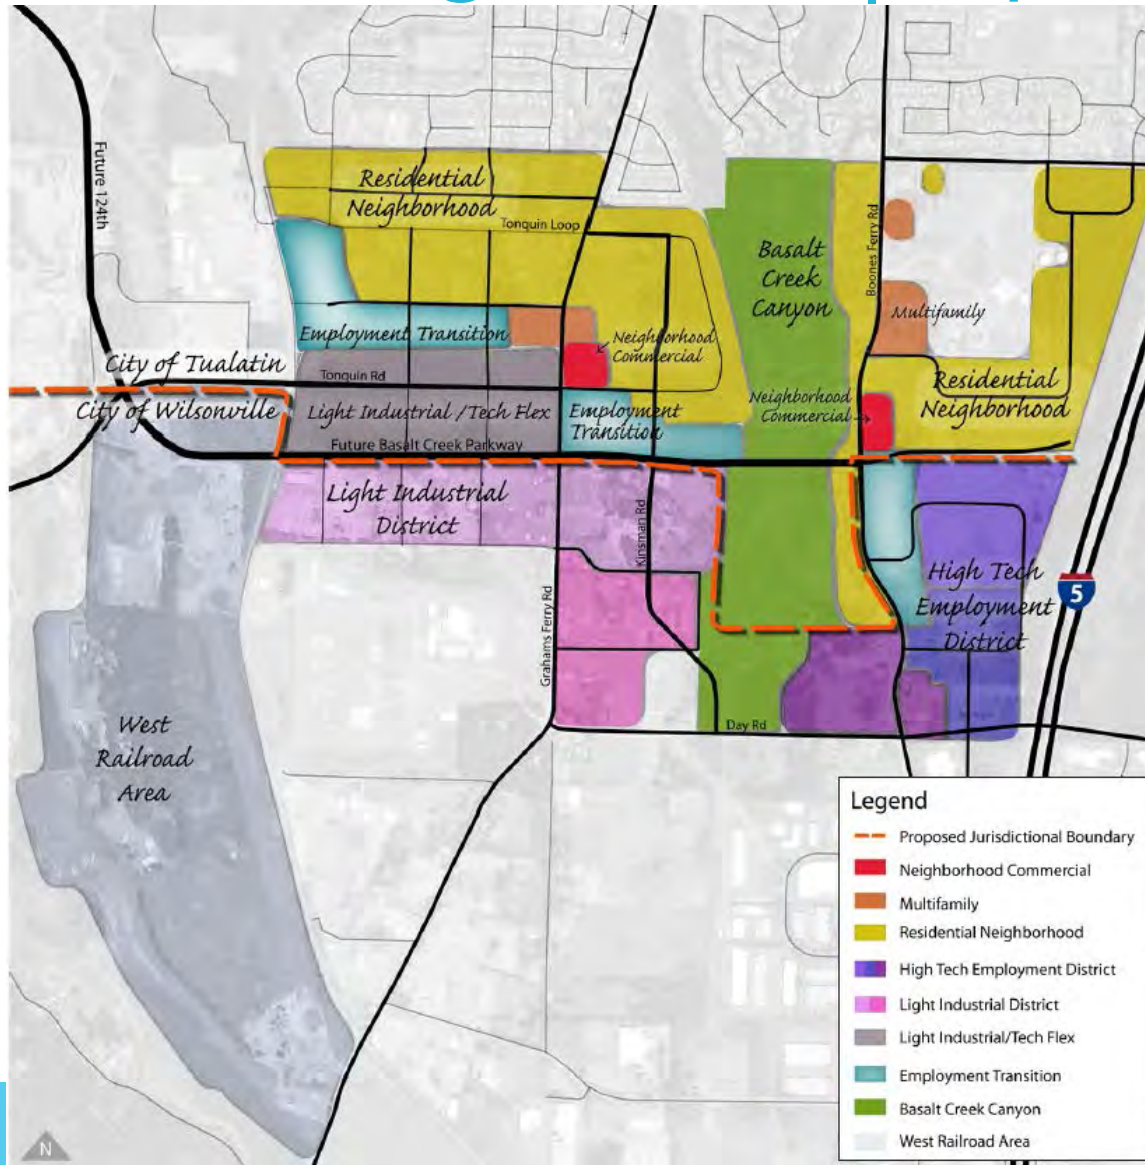 Future 124th
Residential
Neighborhood
Tonquin Loop
Basalt
Creek
Canyon
Boones Ferry Rd
Multifamily
Employment Transition
Neighborhood
Commercial
City of Tualatin
City of Wilsonville
Tonquin Rd
Light Industrial / Tech Flex
Employment
Transition
Neighborhood
Commercial
Residential
Neighborhood
Future Basalt Creek Parkway
Light Industrial
District
Kinsman Rd
Grahams Ferry Rd
High Tech
Employment
District
5
West
Railroad
Area
Day Rd
Legend
Proposed Jurisdictional Boundary
Neighborhood Commercial
Multifamily
Residential Neighborhood
High Tech Employment District
Light Industrial District
Light Industrial/Tech Flex
Employment Transition
Basalt Creek Canyon
West Railroad Area
N